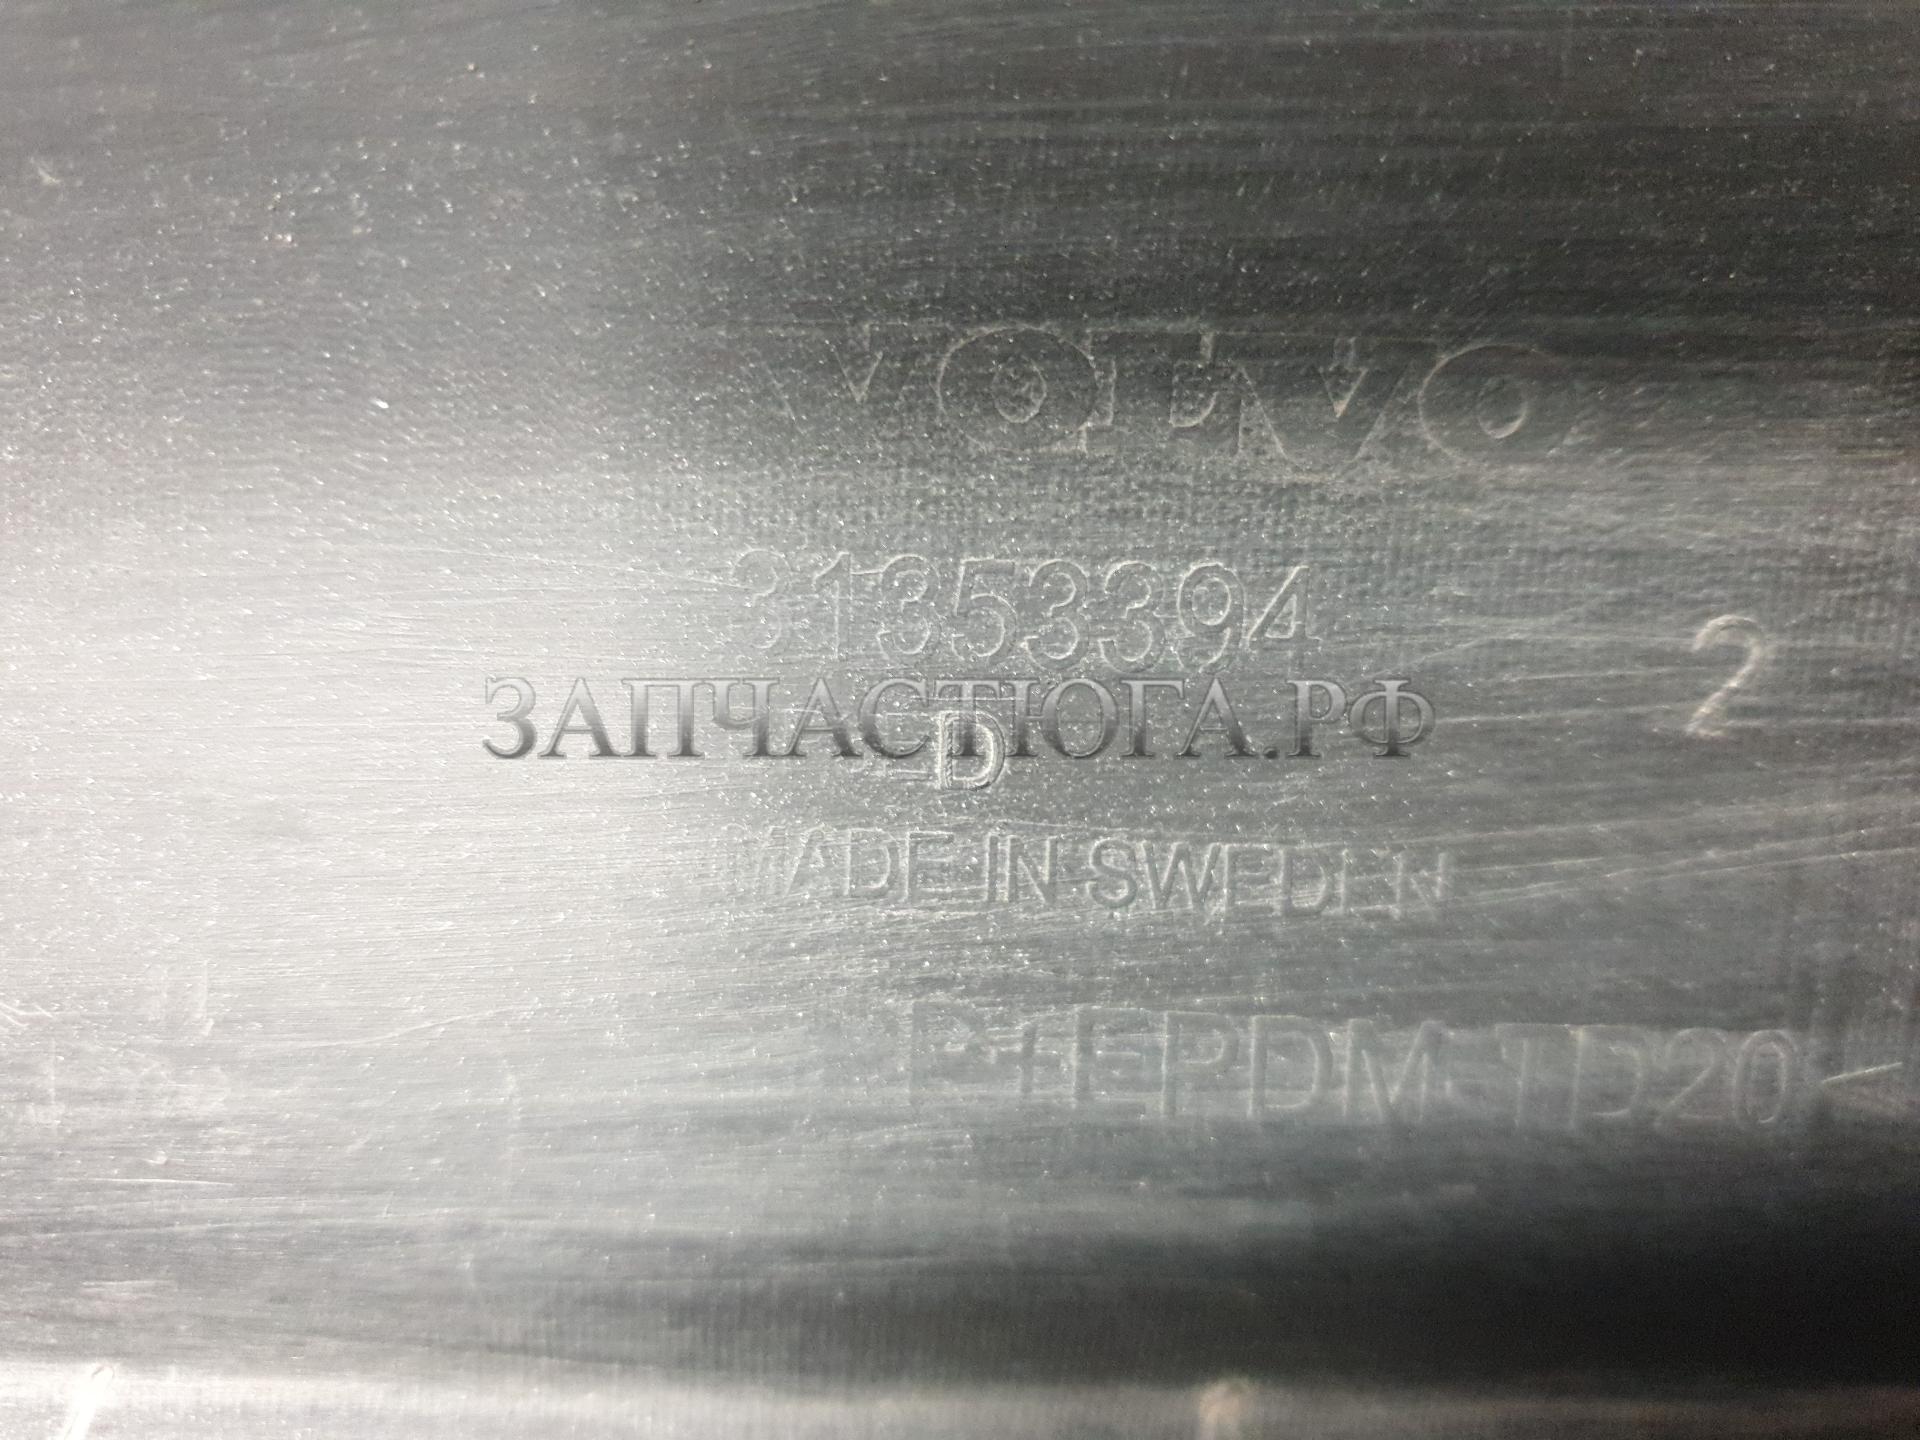 VOLVO
31353394
2
ЗАПЧАСТЮГА.РФ
D
MADE IN SWEDEN
P+EPDM-TD20<